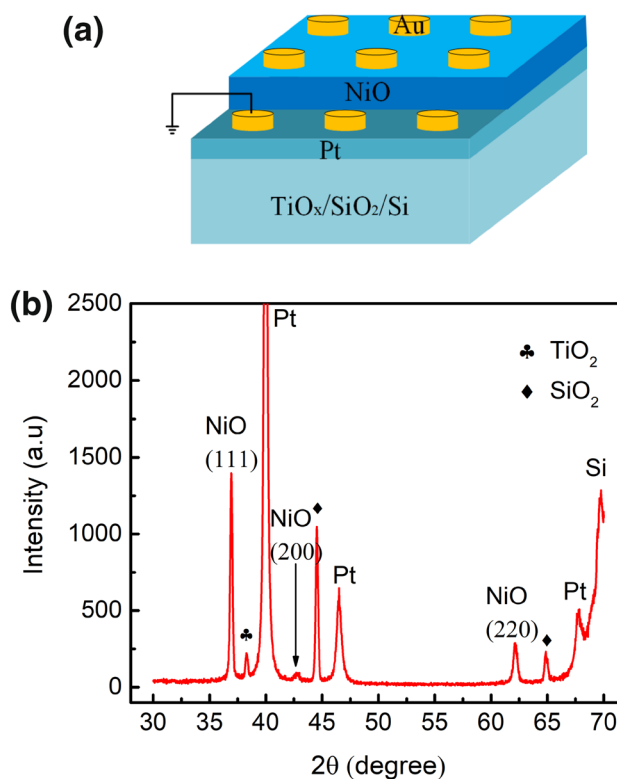 (a)
Au
NiO
Pt
TiOₓ/SiO₂/Si
(b)
2500
2000
1500
1000
500
0
Intensity (a.u)
Pt
♣ TiO₂
♦ SiO₂
NiO
(111)
♣
NiO
(200)
♦
Pt
NiO
(220)
♦
Pt
Si
30 35 40 45 50 55 60 65 70
2θ (degree)